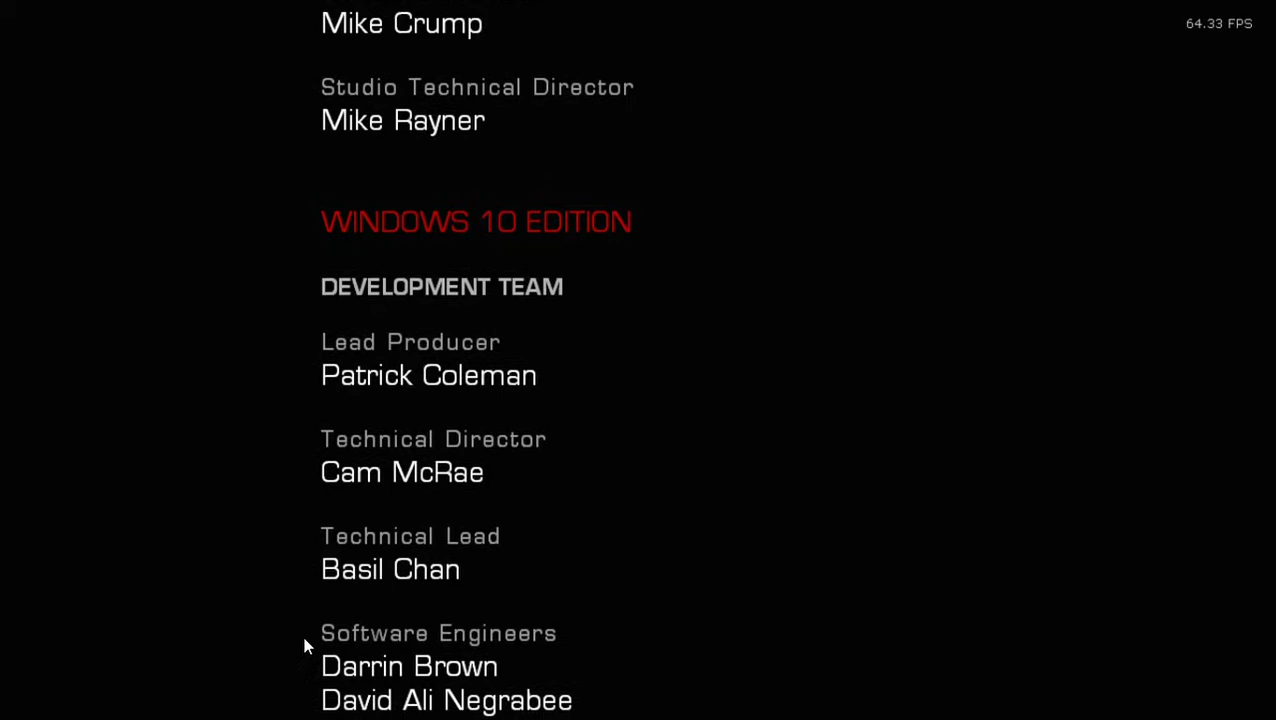 64.33 FPS
Mike Crump
Studio Technical Director
Mike Rayner
WINDOWS 10 EDITION
DEVELOPMENT TEAM
Lead Producer
Patrick Coleman
Technical Director
Cam McRae
Technical Lead
Basil Chan
Software Engineers
Darrin Brown
David Ali Negrabee